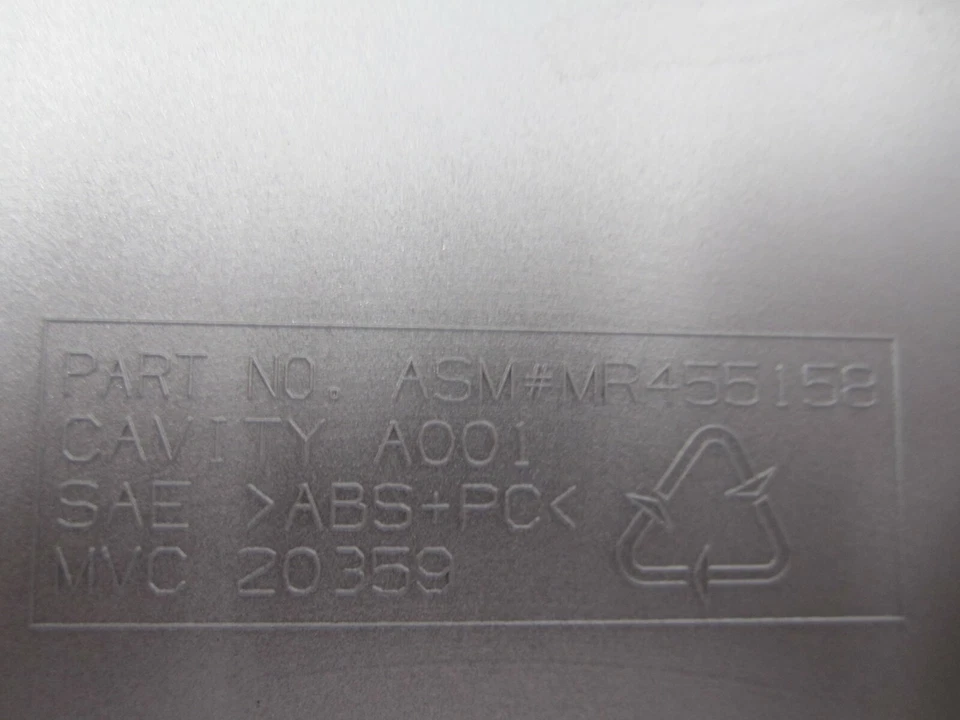 PART NO. ASM#MR455158
CAVITY A001
SAE >ABS+PC<
MVC 20359